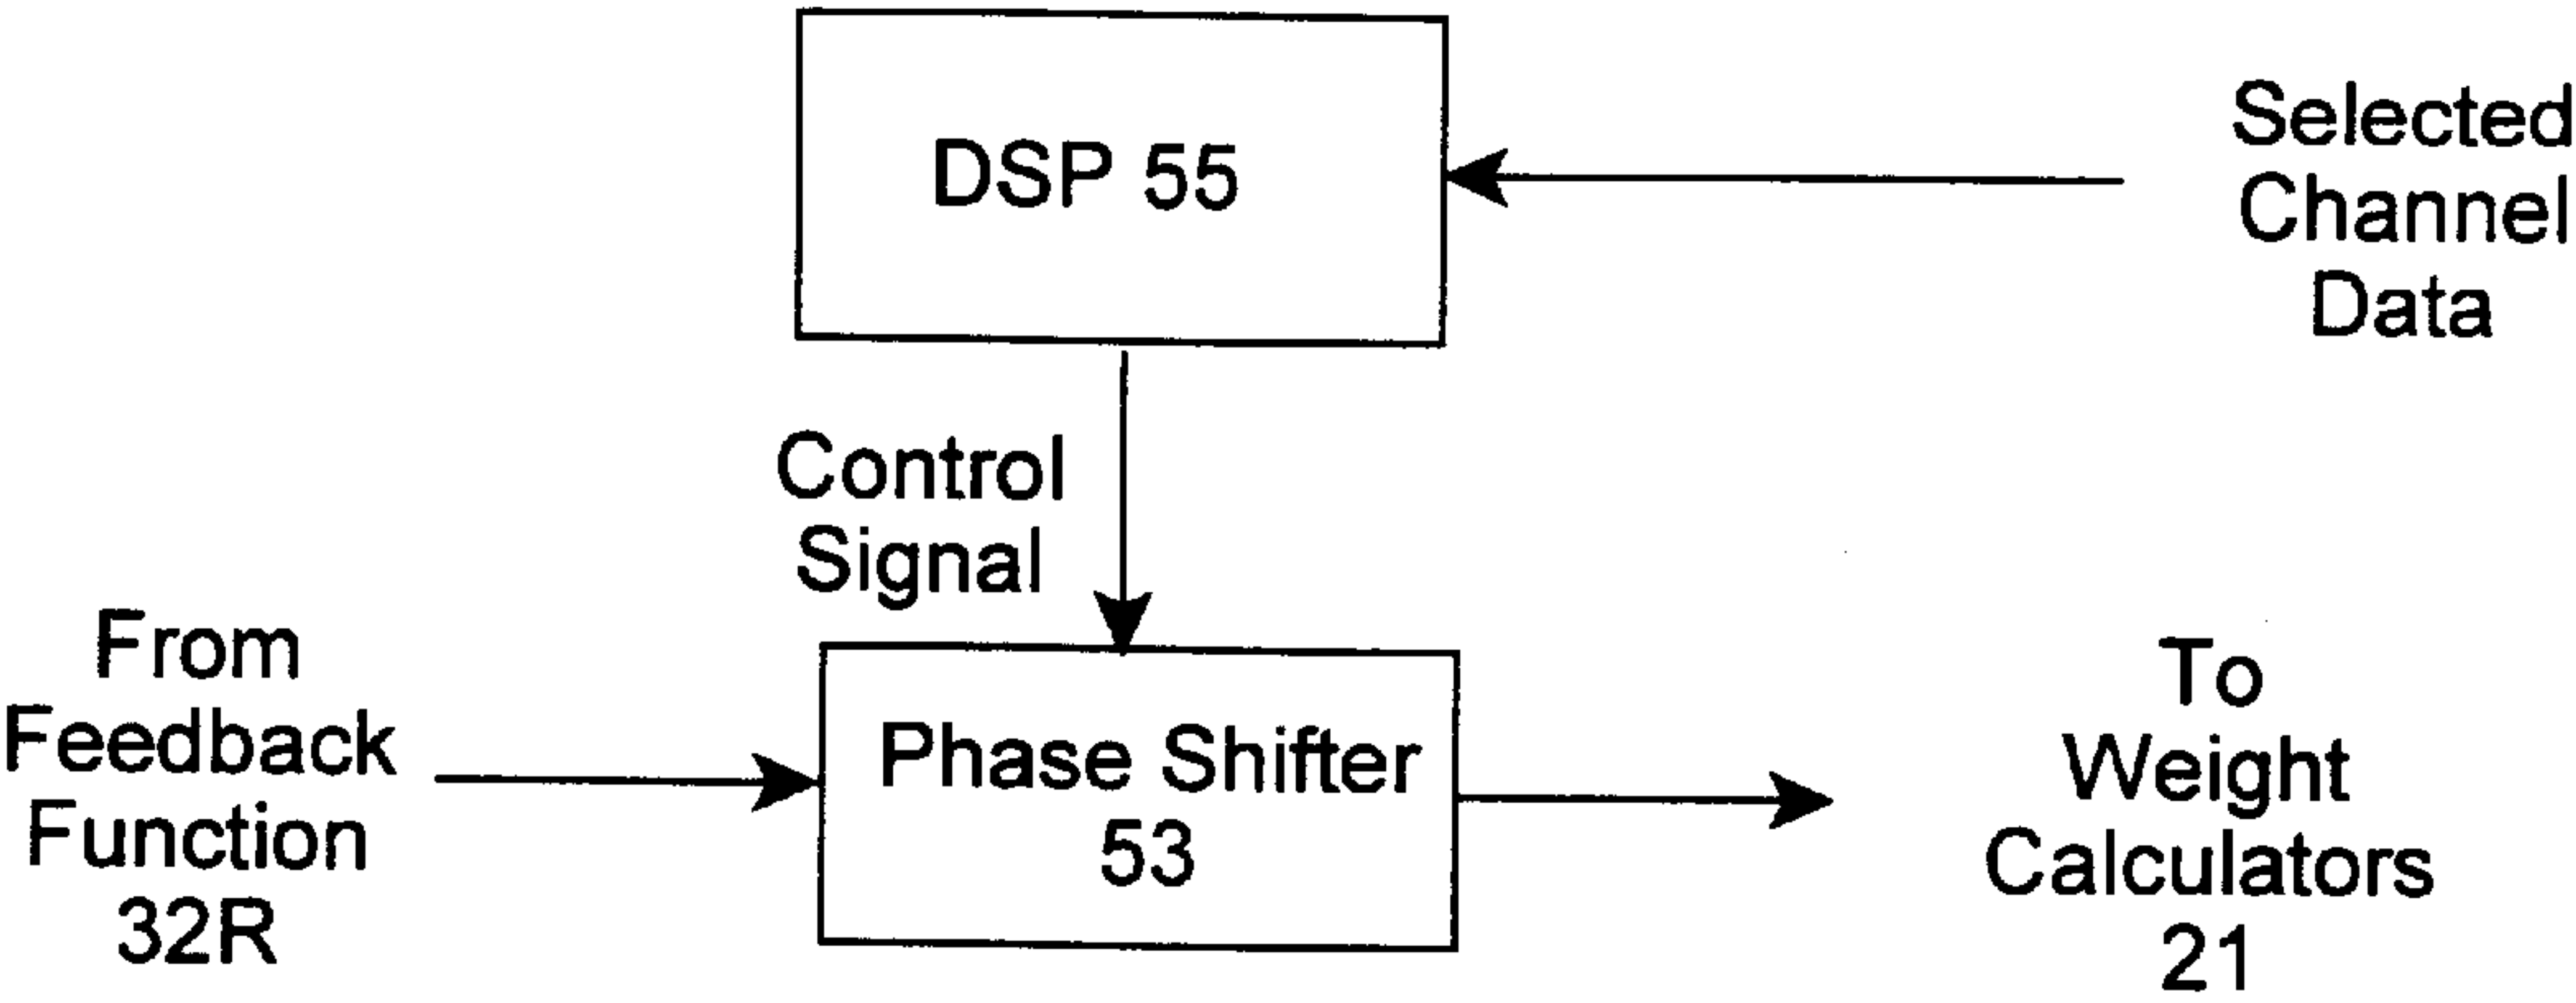 DSP 55
Selected
Channel
Data
Control
Signal
From
Feedback
Function
32R
Phase Shifter
53
To
Weight
Calculators
21